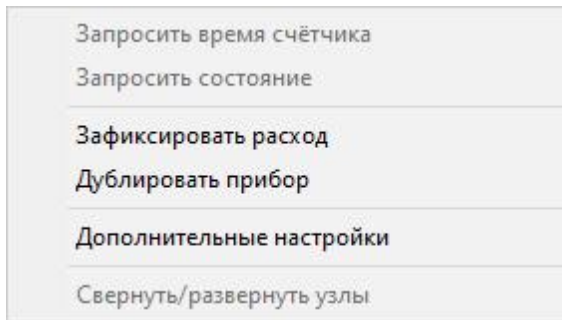 Запросить время счётчика
Запросить состояние
Зафиксировать расход
Дублировать прибор
Дополнительные настройки
Свернуть/развернуть узлы